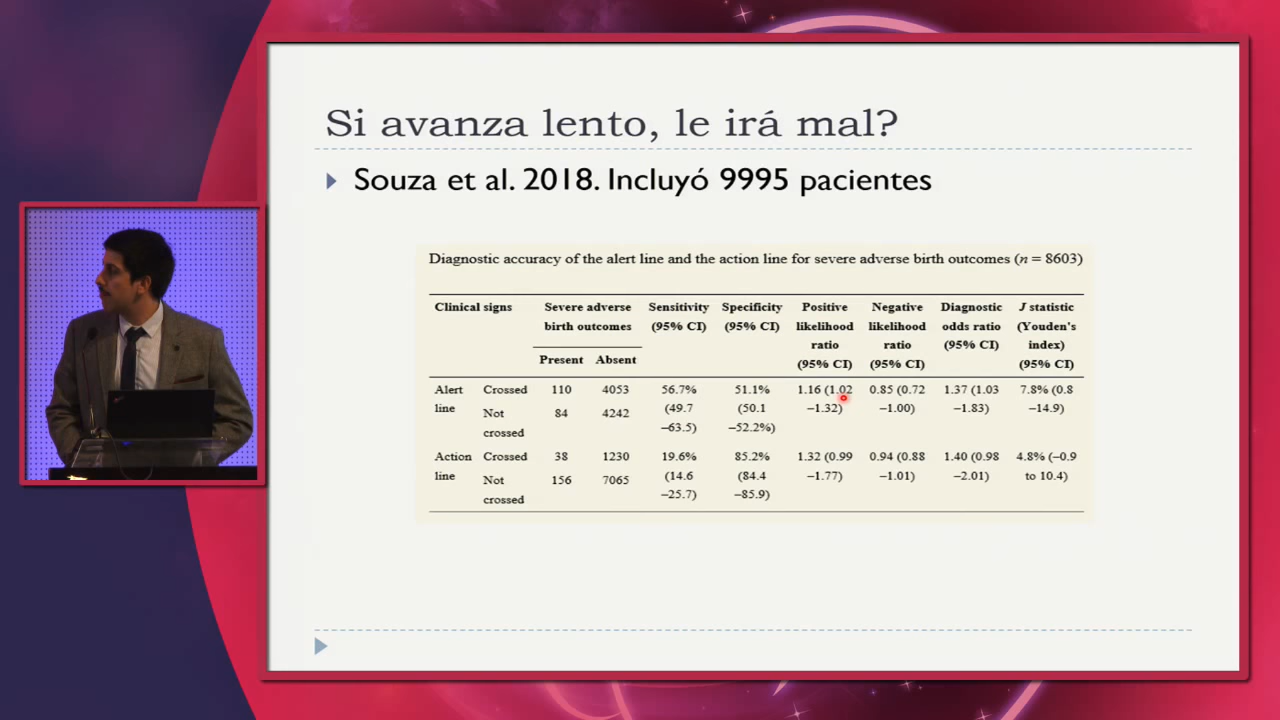 Si avanza lento, le irá mal?
Souza et al. 2018. Incluyó 9995 pacientes
Diagnostic accuracy of the alert line and the action line for severe adverse birth outcomes (n = 8603)
Clinical signs Severe adverse Sensitivity Specificity Positive Negative Diagnostic J statistic
birth outcomes (95% CI) (95% CI) likelihood likelihood odds ratio (Youden's
ratio ratio (95% CI) index)
Present Absent (95% CI) (95% CI) (95% CI)
Alert Crossed 110 4053 56.7% 51.1% 1.16 (1.02 0.85 (0.72 1.37 (1.03 7.8% (0.8
line Not 84 4242 (49.7 (50.1 –1.32) –1.00) –1.83) –14.9)
crossed –63.5) –52.2%)
Action Crossed 38 1230 19.6% 85.2% 1.32 (0.99 0.94 (0.88 1.40 (0.98 4.8% (–0.9
line Not 156 7065 (14.6 (84.4 –1.77) –1.01) –2.01) to 10.4)
crossed –25.7) –85.9)